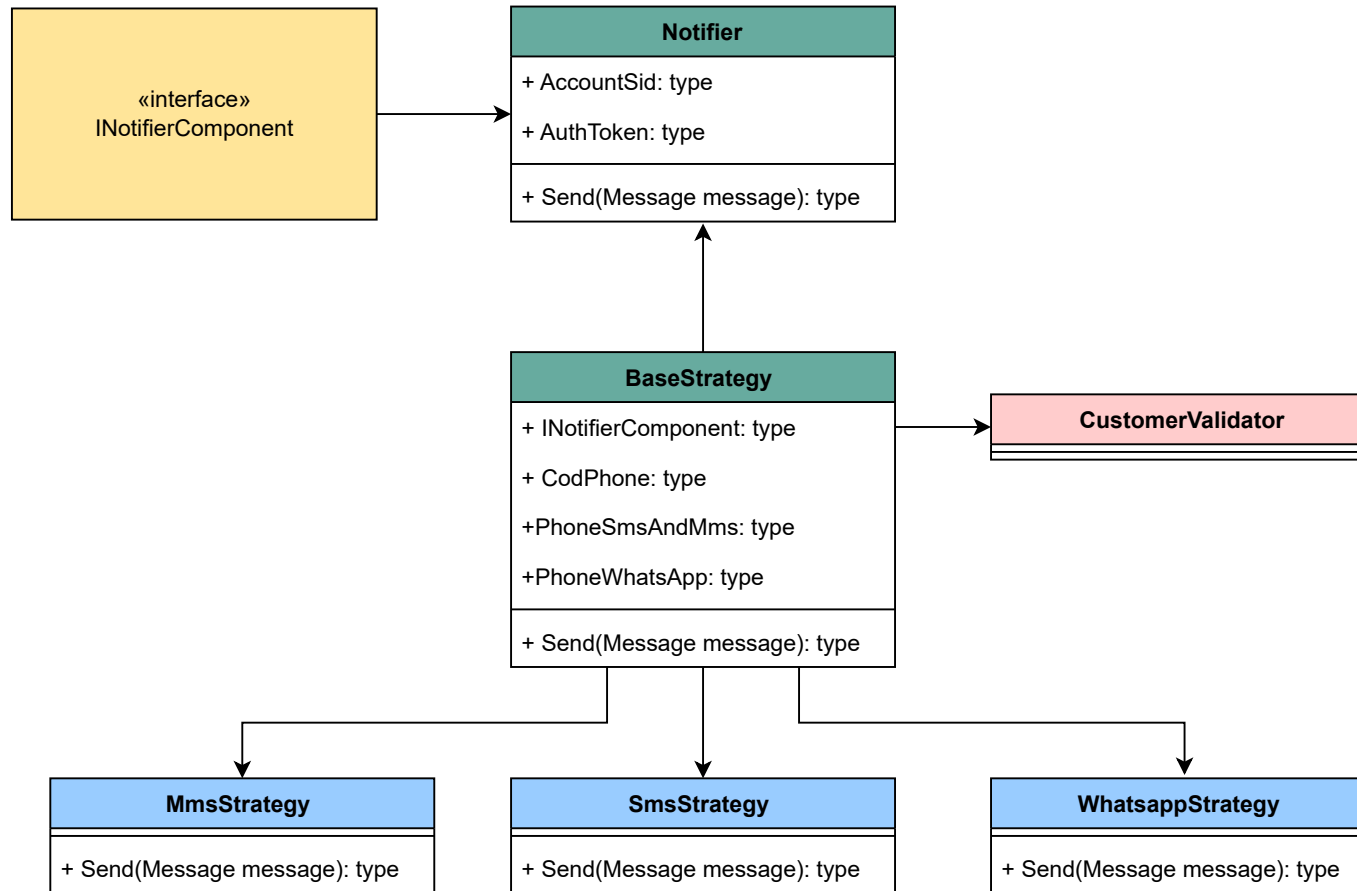 «interface»
INotifierComponent
Notifier
+ AccountSid: type
+ AuthToken: type
+ Send(Message message): type
BaseStrategy
+ INotifierComponent: type
+ CodPhone: type
+PhoneSmsAndMms: type
+PhoneWhatsApp: type
+ Send(Message message): type
CustomerValidator
MmsStrategy
+ Send(Message message): type
SmsStrategy
+ Send(Message message): type
WhatsappStrategy
+ Send(Message message): type